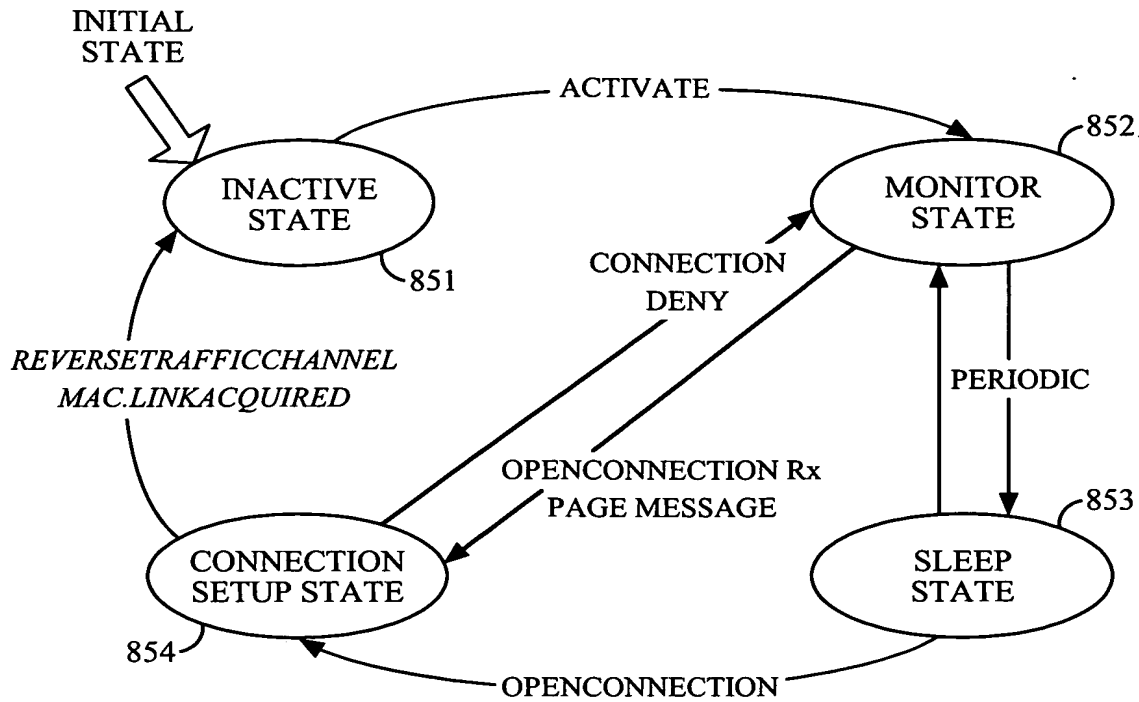 INITIAL
STATE
ACTIVATE
852
INACTIVE
STATE
851
MONITOR
STATE
CONNECTION
DENY
REVERSETRAFFICCHANNEL
MAC.LINKACQUIRED
PERIODIC
OPENCONNECTION Rx
PAGE MESSAGE
853
CONNECTION
SETUP STATE
854
SLEEP
STATE
OPENCONNECTION